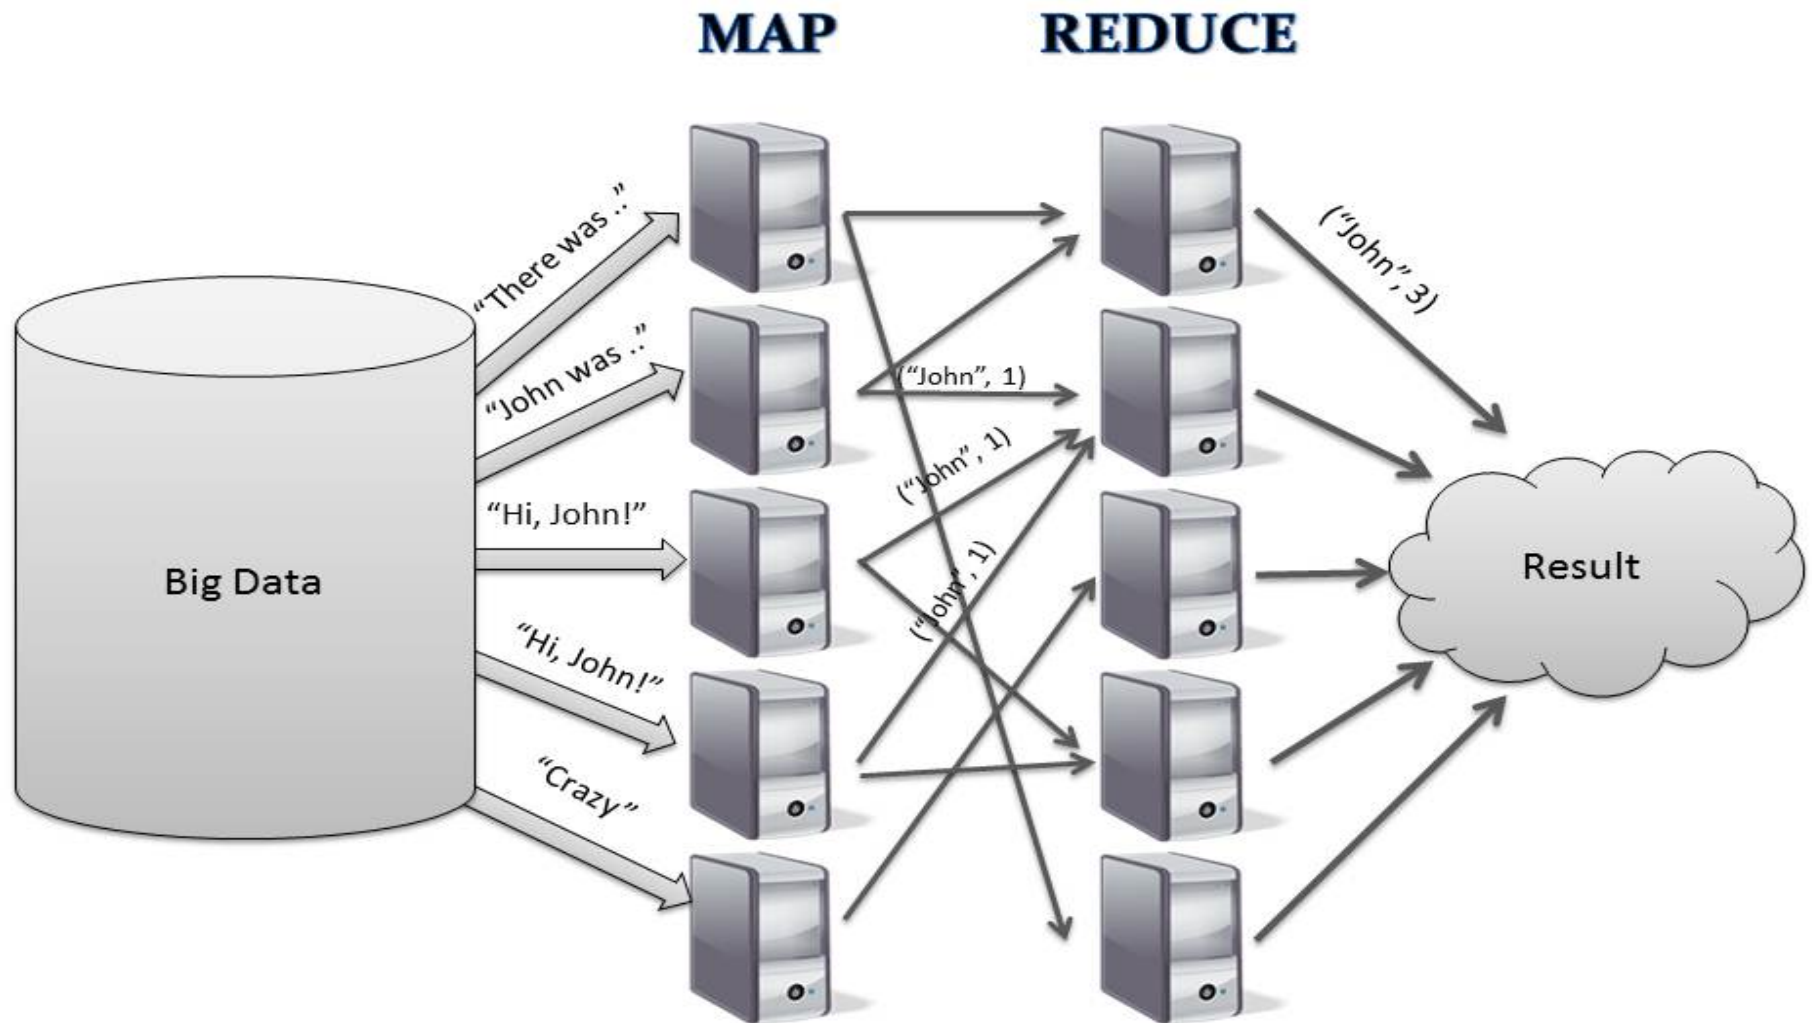 MAP
REDUCE
“There was ..”
“John was ..”
“Hi, John!”
“Hi, John!”
“Crazy”
Big Data
(“John”, 1)
(“John”, 1)
(“John”, 1)
(“John”, 3)
Result